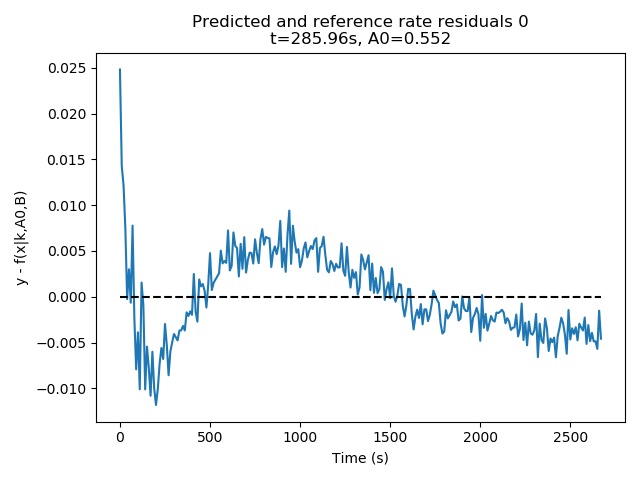 Predicted and reference rate residuals 0
t=285.96s, A0=0.552
y - f(x|k,A0,B)
0.025
0.020
0.015
0.010
0.005
0.000
−0.005
−0.010
0 500 1000 1500 2000 2500
Time (s)